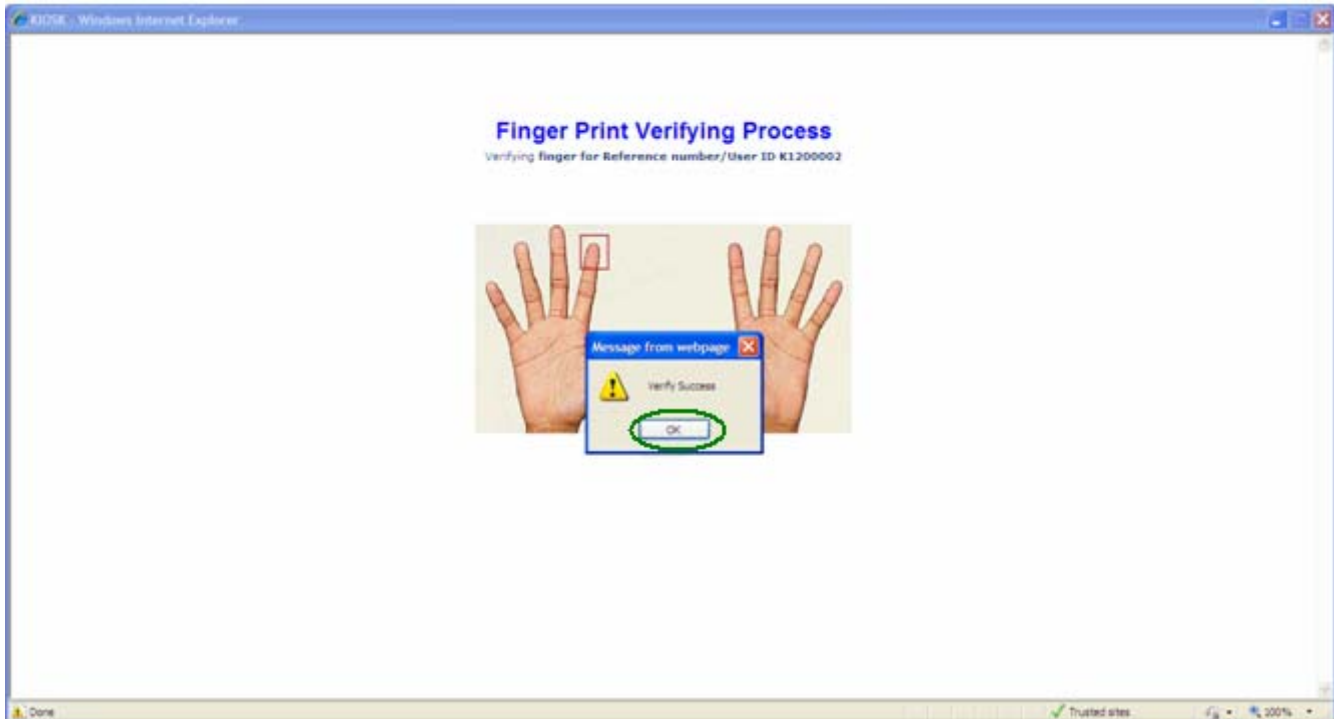 KIOSK - Windows Internet Explorer
Finger Print Verifying Process
Verifying finger for Reference number/User ID K1200002
Message from webpage
Verify Success
OK
Done
Trusted sites
100%